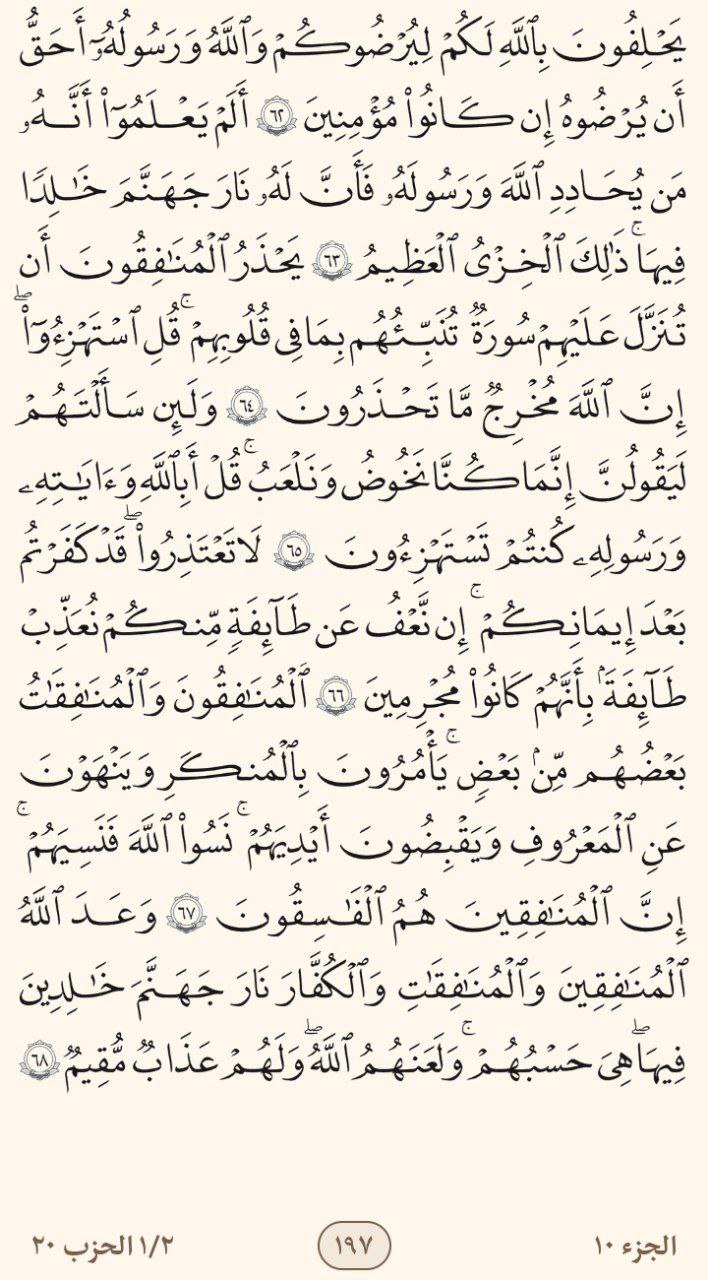 يَحۡلِفُونَ بِٱللَّهِ لَكُمۡ لِيُرۡضُوكُمۡ وَٱللَّهُ وَرَسُولُهُۥٓ أَحَقُّ
أَن يُرۡضُوهُ إِن كَانُواْ مُؤۡمِنِينَ ٦٢ أَلَمۡ يَعۡلَمُوٓاْ أَنَّهُۥ
مَن يُحَادِدِ ٱللَّهَ وَرَسُولَهُۥ فَأَنَّ لَهُۥ نَارَ جَهَنَّمَ خَٰلِدٗا
فِيهَاۚ ذَٰلِكَ ٱلۡخِزۡيُ ٱلۡعَظِيمُ ٦٣ يَحۡذَرُ ٱلۡمُنَٰفِقُونَ أَن
تُنَزَّلَ عَلَيۡهِمۡ سُورَةٞ تُنَبِّئُهُم بِمَا فِي قُلُوبِهِمۡۚ قُلِ ٱسۡتَهۡزِءُوٓاْۖ
إِنَّ ٱللَّهَ مُخۡرِجٞ مَّا تَحۡذَرُونَ ٦٤ وَلَئِن سَأَلۡتَهُمۡ
لَيَقُولُنَّ إِنَّمَا كُنَّا نَخُوضُ وَنَلۡعَبُۚ قُلۡ أَبِٱللَّهِ وَءَايَٰتِهِۦ
وَرَسُولِهِۦ كُنتُمۡ تَسۡتَهۡزِءُونَ ٦٥ لَا تَعۡتَذِرُواْۖ قَدۡ كَفَرۡتُم
بَعۡدَ إِيمَٰنِكُمۡۚ إِن نَّعۡفُ عَن طَآئِفَةٖ مِّنكُمۡ نُعَذِّبۡ
طَآئِفَةَۢ بِأَنَّهُمۡ كَانُواْ مُجۡرِمِينَ ٦٦ ٱلۡمُنَٰفِقُونَ وَٱلۡمُنَٰفِقَٰتُ
بَعۡضُهُم مِّنۢ بَعۡضٖۚ يَأۡمُرُونَ بِٱلۡمُنكَرِ وَيَنۡهَوۡنَ
عَنِ ٱلۡمَعۡرُوفِ وَيَقۡبِضُونَ أَيۡدِيَهُمۡۚ نَسُواْ ٱللَّهَ فَنَسِيَهُمۡۚ
إِنَّ ٱلۡمُنَٰفِقِينَ هُمُ ٱلۡفَٰسِقُونَ ٦٧ وَعَدَ ٱللَّهُ
ٱلۡمُنَٰفِقِينَ وَٱلۡمُنَٰفِقَٰتِ وَٱلۡكُفَّارَ نَارَ جَهَنَّمَ خَٰلِدِينَ
فِيهَاۖ هِيَ حَسۡبُهُمۡۚ وَلَعَنَهُمُ ٱللَّهُۖ وَلَهُمۡ عَذَابٞ مُّقِيمٞ ٦٨
الجزء ١٠ ١٩٧ ١/٢ الحزب ٢٠